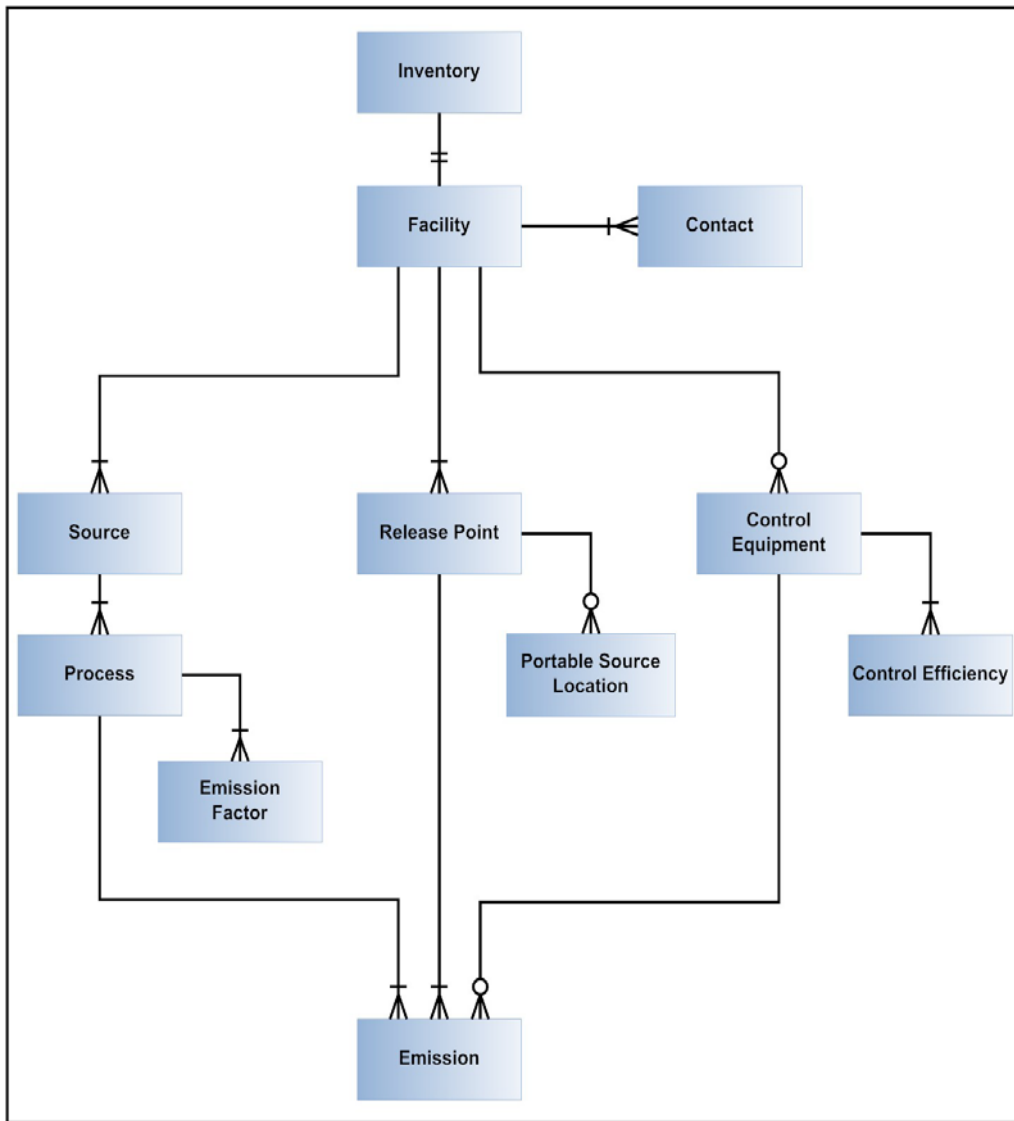 Inventory
Facility
Contact
Source
Release Point
Control
Equipment
Process
Portable Source
Location
Control Efficiency
Emission
Factor
Emission